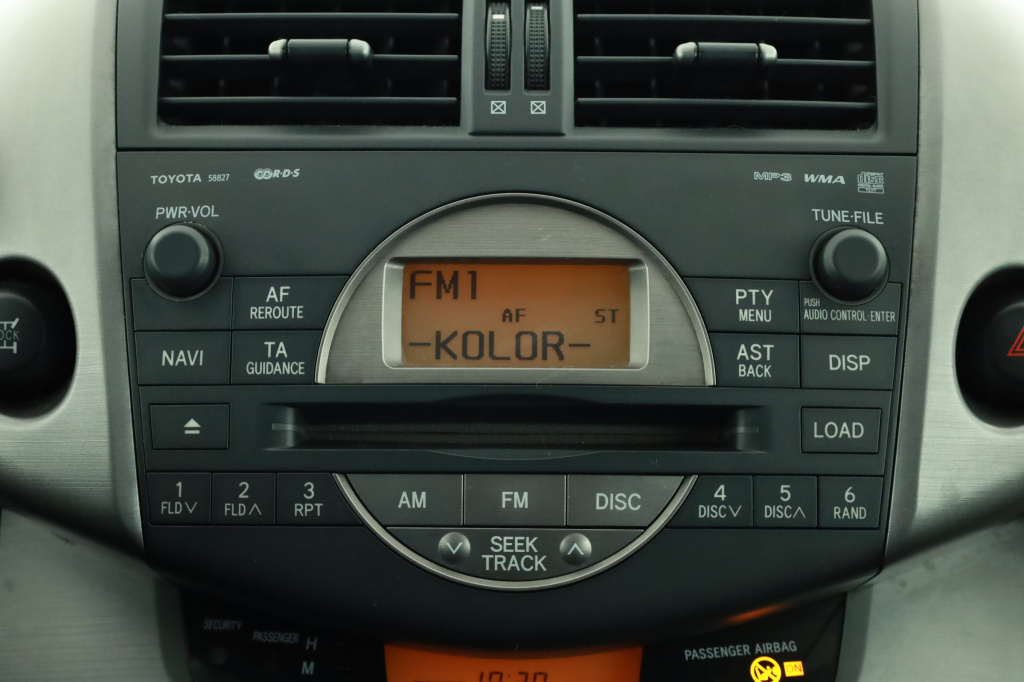 TOYOTA 58827
R·D·S
MP3 WMA
DISC
PWR·VOL
TUNE·FILE
FM1
AF ST
-KOLOR-
AF
REROUTE
PTY
MENU
PUSH
AUDIO CONTROL·ENTER
NAVI
TA
GUIDANCE
AST
BACK
DISP
LOAD
1
FLD
2
FLD
3
RPT
AM
FM
DISC
4
DISC
5
DISC
6
RAND
SEEK
TRACK
SECURITY
PASSENGER
H
M
PASSENGER AIRBAG
ON